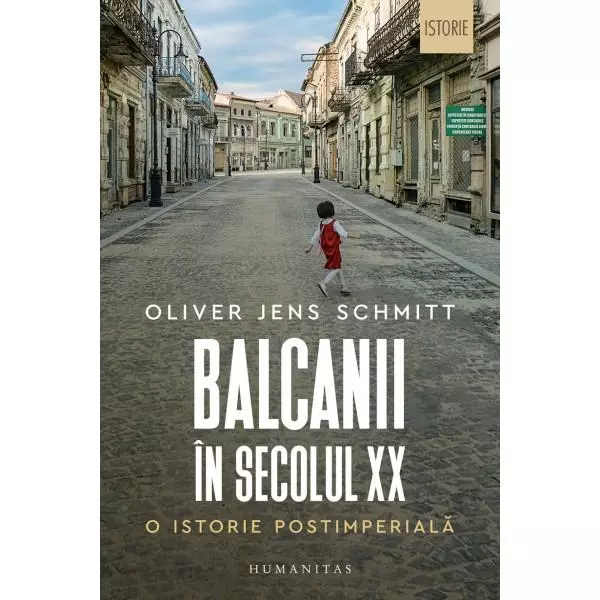 ISTORIE
OLIVER JENS SCHMITT
BALCANII
ÎN SECOLUL XX
O ISTORIE POSTIMPERIALĂ
HUMANITAS